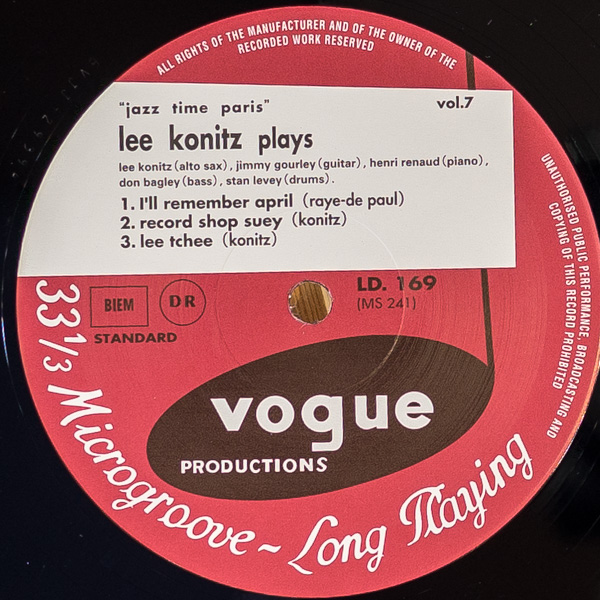 ALL RIGHTS OF THE MANUFACTURER AND OF THE OWNER OF THE
RECORDED WORK RESERVED
"jazz time paris" vol.7
lee konitz plays
lee konitz (alto sax), jimmy gourley (guitar), henri renaud (piano),
don bagley (bass), stan levey (drums).
1. I'll remember april (raye-de paul)
2. record shop suey (konitz)
3. lee tchee (konitz)
UNAUTHORISED PUBLIC PERFORMANCE, BROADCASTING AND
COPYING OF THIS RECORD PROHIBITED
BIEM DR LD. 169
(MS 241)
STANDARD
vogue
PRODUCTIONS
33 1/3 Microgroove ~ Long Playing